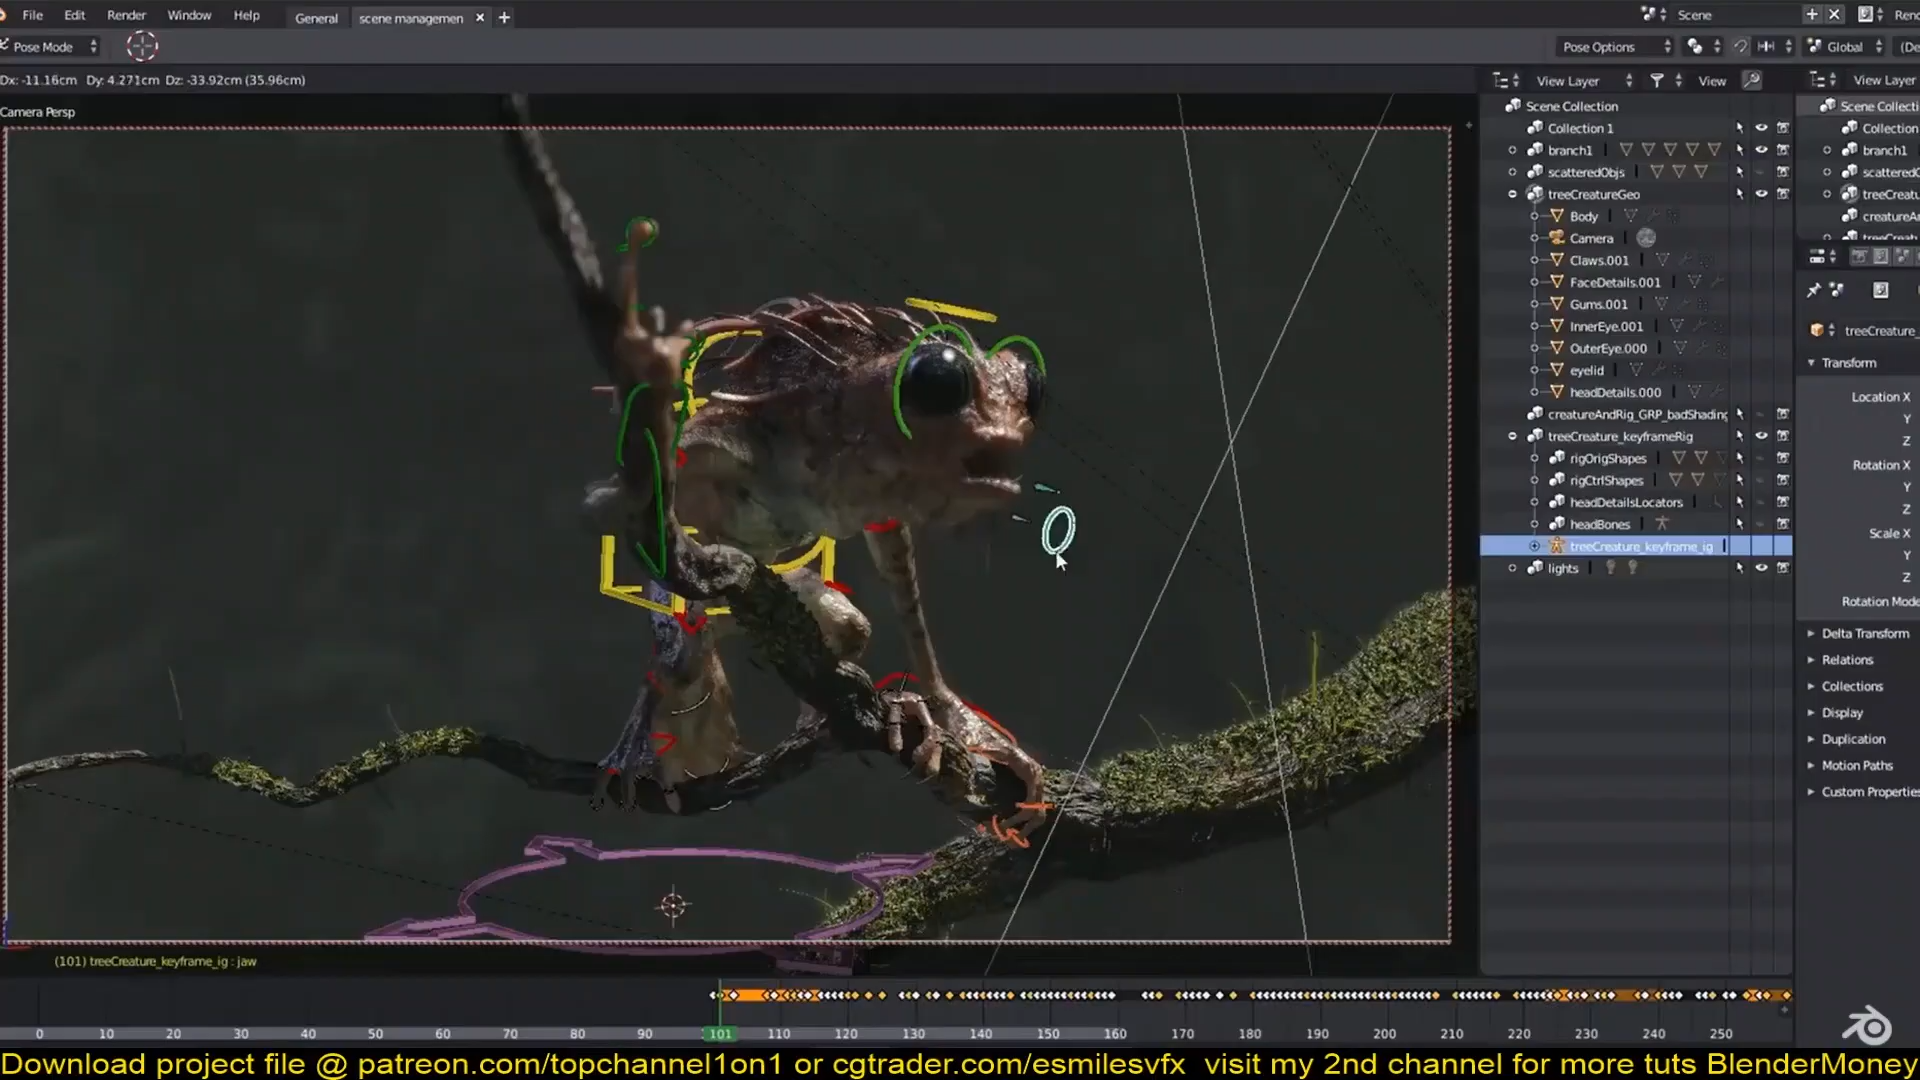 File Edit Render Window Help General scene managemen Scene
Pose Mode Pose Options Global
Dx: -11.16cm Dy: 4.271cm Dz: -33.92cm (35.96cm) View Layer View View Layer
Camera Persp
Scene Collection
Collection 1
branch1
scatteredObjs
treeCreatureGeo
Body
Camera
Claws.001
FaceDetails.001
Gums.001
InnerEye.001
OuterEye.000
eyelid
headDetails.000
creatureAndRig_GRP_badShading
treeCreature_keyframeRig
rigOrigShapes
rigCtrlShapes
headDetailsLocators
headBones
treeCreature_keyframe_ig
lights
Scene Collecti
Collection
branch1
scatteredO
treeCreatu
creatureAn
treeCreature_
Transform
Location X
Y
Z
Rotation X
Y
Z
Scale X
Y
Z
Rotation Mode
Delta Transform
Relations
Collections
Display
Duplication
Motion Paths
Custom Properties
(101) treeCreature_keyframe_ig : jaw
0 10 20 30 40 50 60 70 80 90 101 110 120 130 140 150 160 170 180 190 200 210 220 230 240 250
Download project file @ patreon.com/topchannel1on1 or cgtrader.com/esmilesvfx visit my 2nd channel for more tuts BlenderMoney